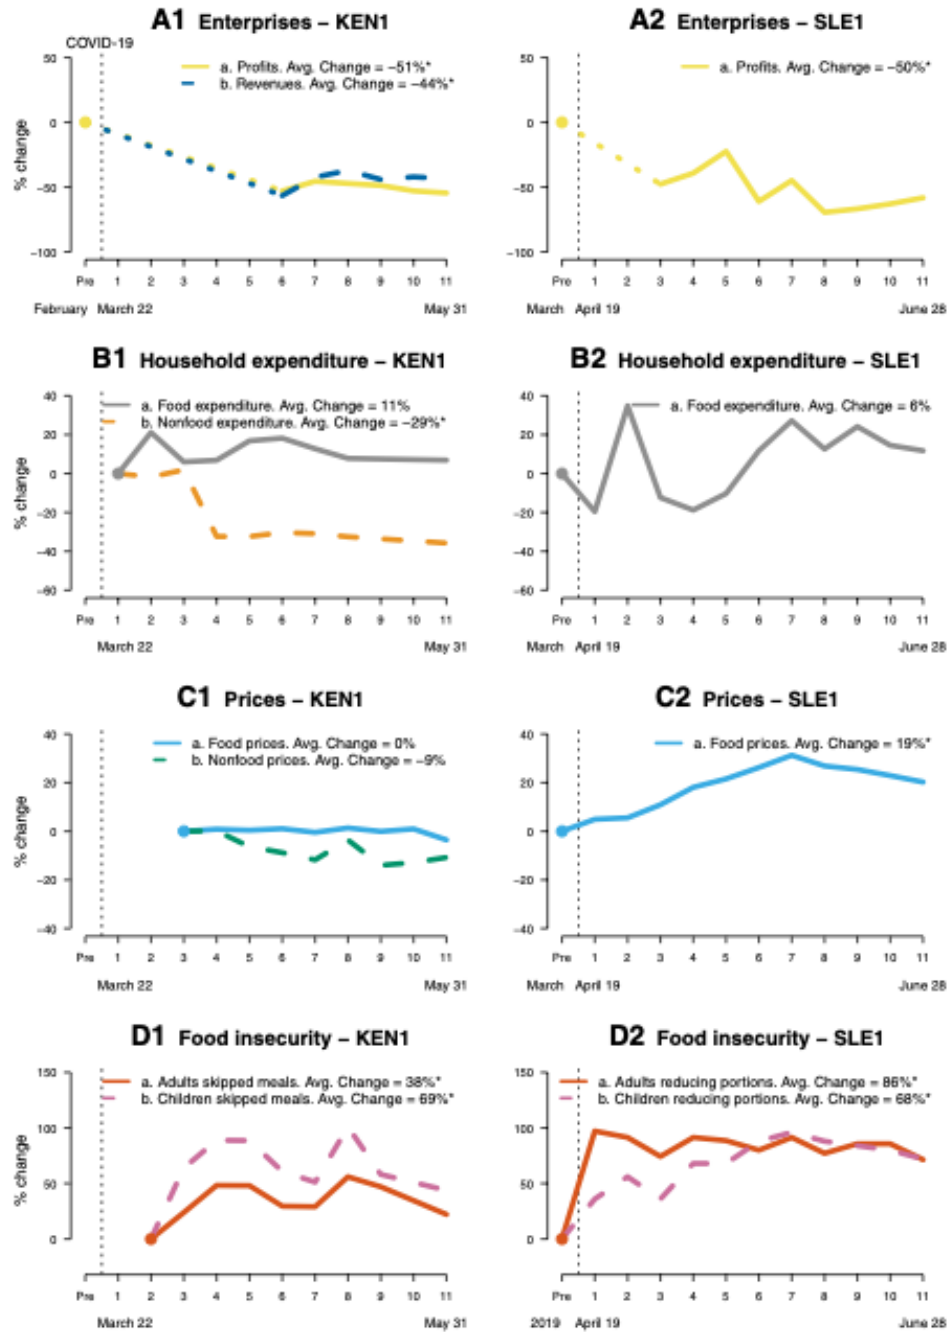 A1 Enterprises – KEN1
COVID-19
a. Profits. Avg. Change = −51%*
b. Revenues. Avg. Change = −44%*
% change
50
0
−50
−100
Pre 1 2 3 4 5 6 7 8 9 10 11
February March 22 May 31
A2 Enterprises – SLE1
a. Profits. Avg. Change = −50%*
50
0
−50
−100
Pre 1 2 3 4 5 6 7 8 9 10 11
March April 19 June 28
B1 Household expenditure – KEN1
a. Food expenditure. Avg. Change = 11%
b. Nonfood expenditure. Avg. Change = −29%*
% change
40
20
0
−20
−40
−60
Pre 1 2 3 4 5 6 7 8 9 10 11
March 22 May 31
B2 Household expenditure – SLE1
a. Food expenditure. Avg. Change = 6%
40
20
0
−20
−40
−60
Pre 1 2 3 4 5 6 7 8 9 10 11
March April 19 June 28
C1 Prices – KEN1
a. Food prices. Avg. Change = 0%
b. Nonfood prices. Avg. Change = −9%
% change
40
20
0
−20
−40
Pre 1 2 3 4 5 6 7 8 9 10 11
March 22 May 31
C2 Prices – SLE1
a. Food prices. Avg. Change = 19%*
40
20
0
−20
−40
Pre 1 2 3 4 5 6 7 8 9 10 11
March April 19 June 28
D1 Food insecurity – KEN1
a. Adults skipped meals. Avg. Change = 38%*
b. Children skipped meals. Avg. Change = 69%*
% change
150
100
50
0
Pre 1 2 3 4 5 6 7 8 9 10 11
March 22 May 31
D2 Food insecurity – SLE1
a. Adults reducing portions. Avg. Change = 86%*
b. Children reducing portions. Avg. Change = 68%*
150
100
50
0
Pre 1 2 3 4 5 6 7 8 9 10 11
2019 April 19 June 28